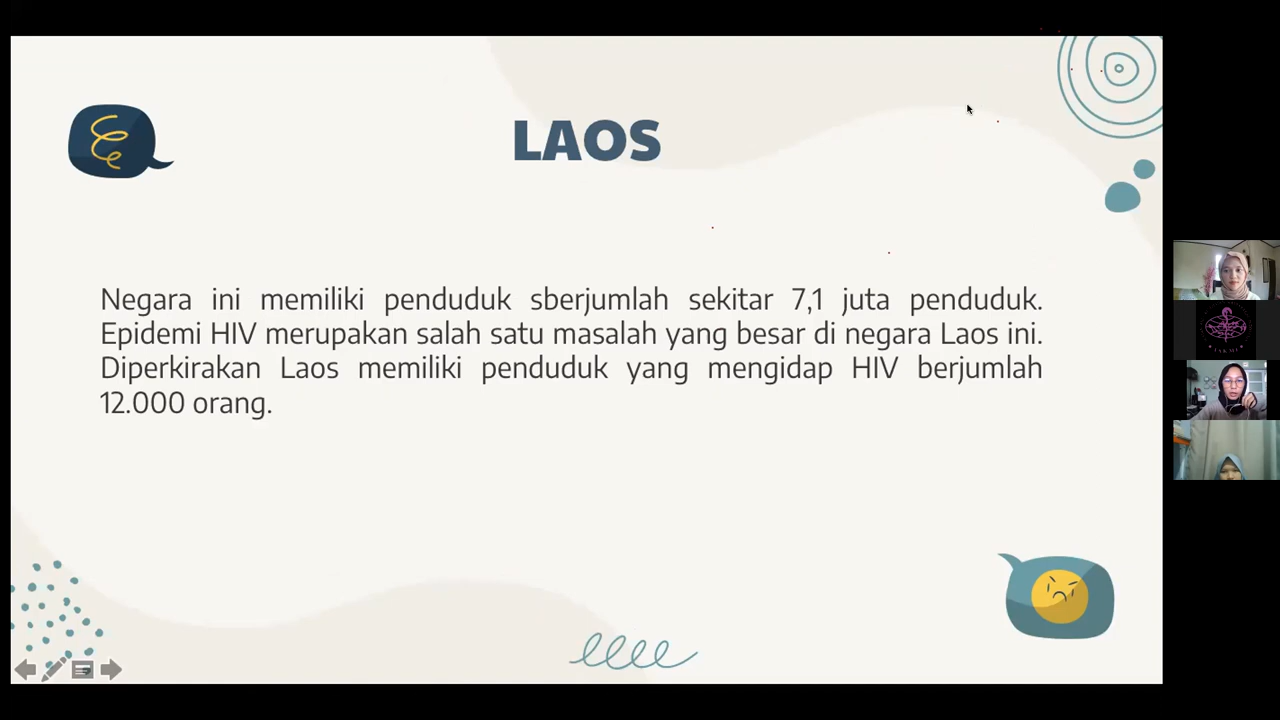 LAOS
Negara ini memiliki penduduk sberjumlah sekitar 7,1 juta penduduk.
Epidemi HIV merupakan salah satu masalah yang besar di negara Laos ini.
Diperkirakan Laos memiliki penduduk yang mengidap HIV berjumlah
12.000 orang.